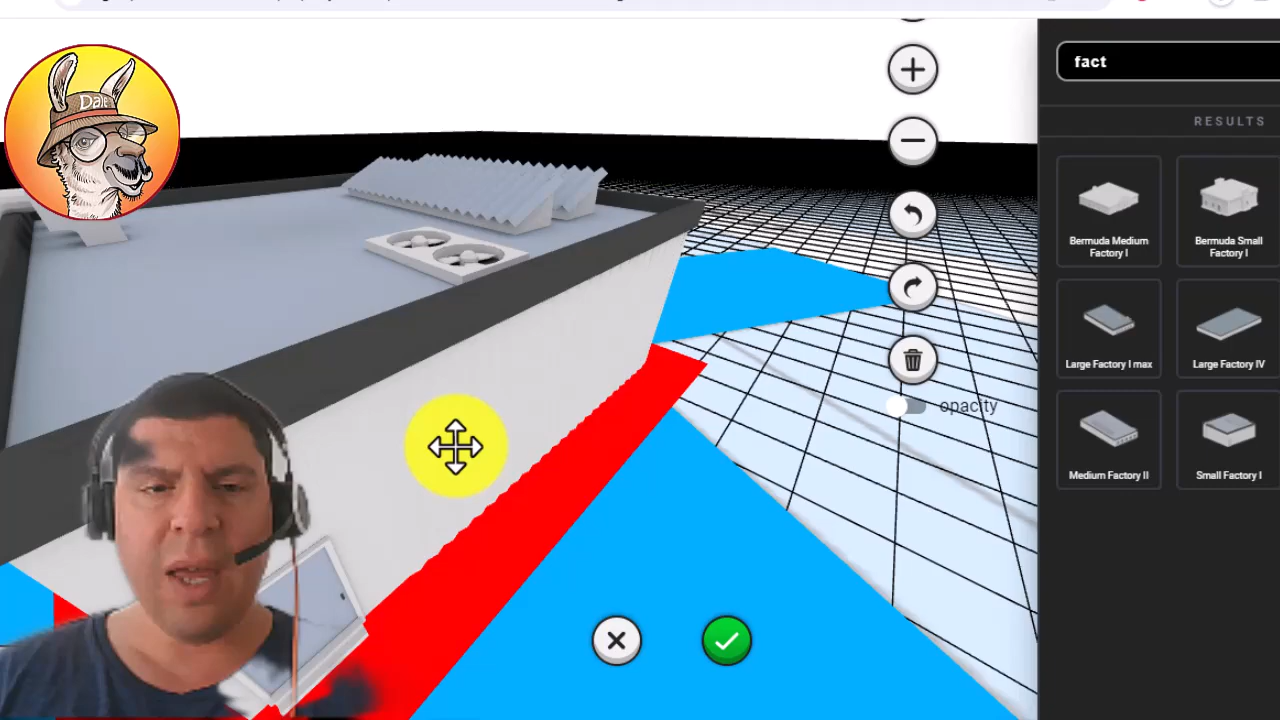 Dale
fact
RESULTS
Bermuda Medium
Factory I
Bermuda Small
Factory I
Large Factory I max
Large Factory IV
Medium Factory II
Small Factory I
opacity